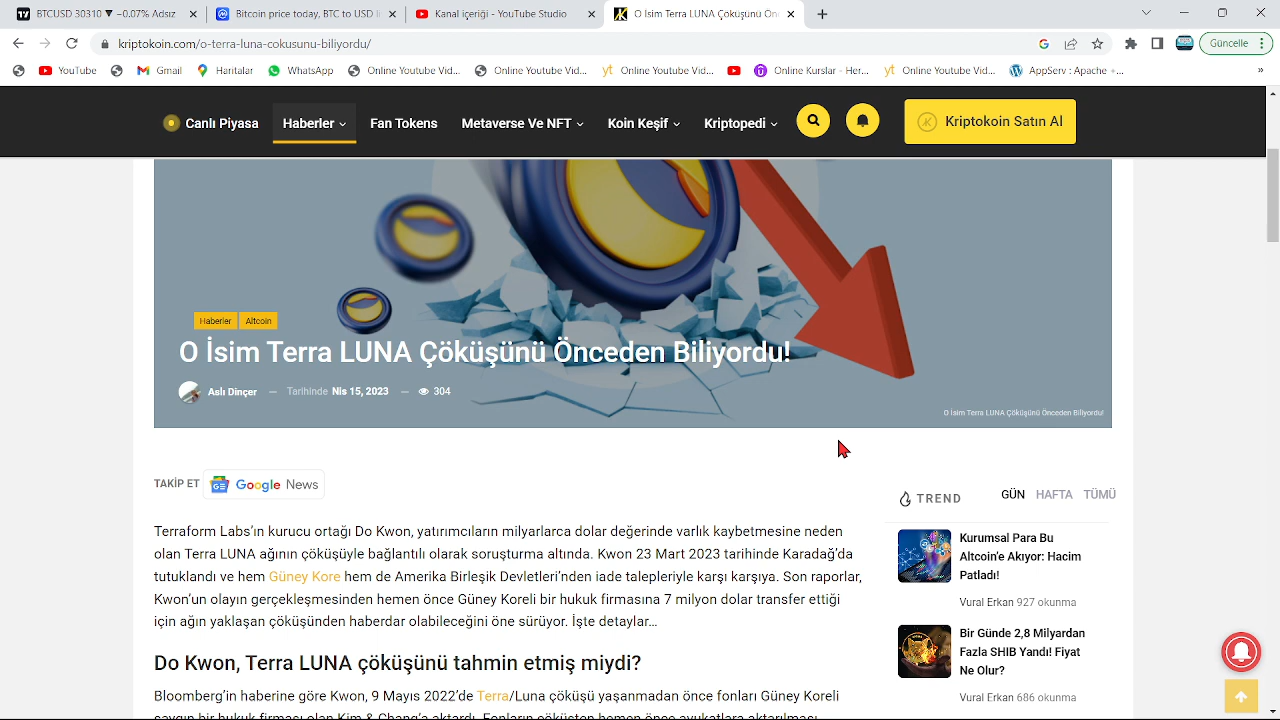 BTCUSD 30310 ▼ −0.07
Haberler
BTC to USD: Bitcoin to US Dollar
(2) Feed - YouTube Studio
O İsim Terra LUNA Çöküşünü Ön
kriptokoin.com/o-terra-luna-cokusunu-biliyordu/
Güncelle
YouTube
Gmail
Haritalar
WhatsApp
Online Youtube Vid...
Online Youtube Vid...
Online Youtube Vid...
Online Kurslar - Her...
Online Youtube Vid...
AppServ : Apache +...
»
Canlı Piyasa
Haberler
Fan Tokens
Metaverse Ve NFT
Koin Keşif
Kriptopedi
Kriptokoin Satın Al
Haberler
Altcoin
O İsim Terra LUNA Çöküşünü Önceden Biliyordu!
Aslı Dinçer — Tarihinde Nis 15, 2023 — 304
O İsim Terra LUNA Çöküşünü Önceden Biliyordu!
TAKİP ET Google News
Terraform Labs’ın kurucu ortağı Do Kwon, yatırımcıların milyarlarca dolar değerinde varlık kaybetmesine neden
olan Terra LUNA ağının çöküşüyle bağlantılı olarak soruşturma altında. Kwon 23 Mart 2023 tarihinde Karadağ’da
tutuklandı ve hem Güney Kore hem de Amerika Birleşik Devletleri’nden iade talepleriyle karşı karşıya. Son raporlar,
Kwon’un olayın gerçekleşmesinden hemen önce Güney Koreli bir hukuk firmasına 7 milyon dolar transfer ettiği
için ağın yaklaşan çöküşünden haberdar olabileceğini öne sürüyor. İşte detaylar…
Do Kwon, Terra LUNA çöküşünü tahmin etmiş miydi?
Bloomberg’in haberine göre Kwon, 9 Mayıs 2022’de Terra/Luna çöküşü yaşanmadan önce fonları Güney Koreli
TREND
GÜN HAFTA TÜMÜ
Kurumsal Para Bu
Altcoin’e Akıyor: Hacim
Patladı!
Vural Erkan 927 okunma
Bir Günde 2,8 Milyardan
Fazla SHIB Yandı! Fiyat
Ne Olur?
Vural Erkan 686 okunma